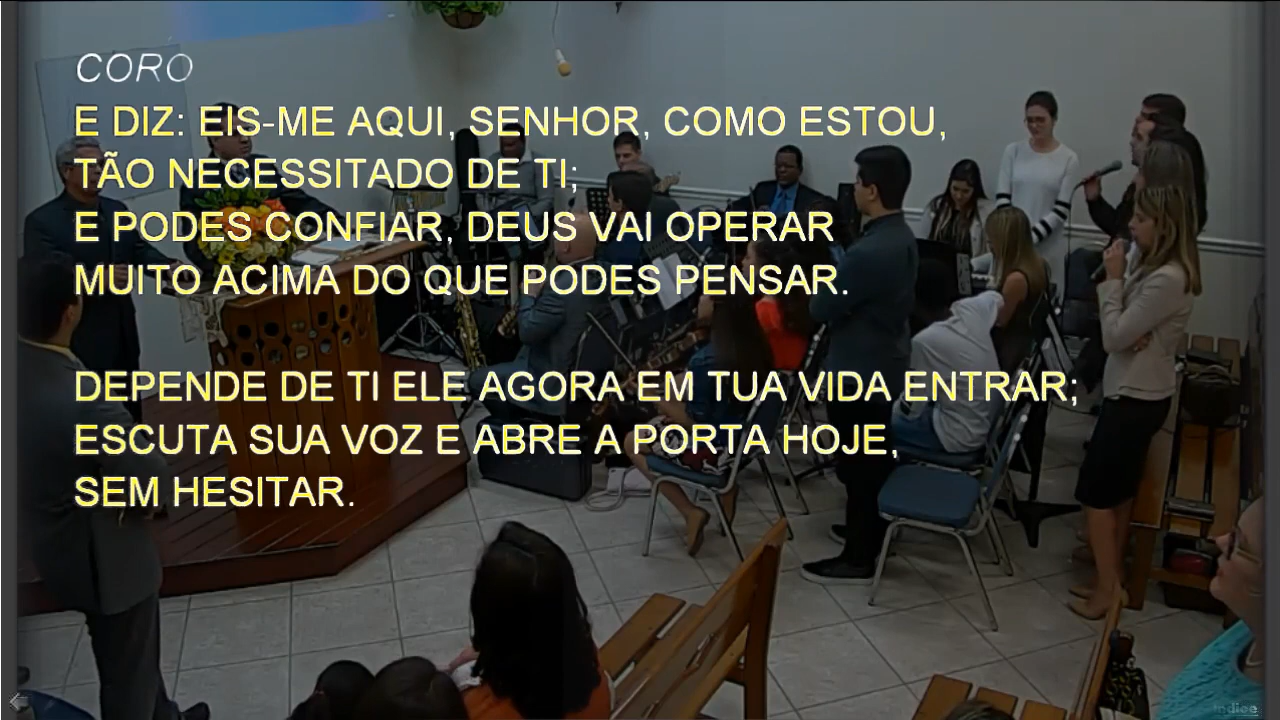 CORO
E DIZ: EIS-ME AQUI, SENHOR, COMO ESTOU,
TÃO NECESSITADO DE TI;
E PODES CONFIAR, DEUS VAI OPERAR
MUITO ACIMA DO QUE PODES PENSAR.
DEPENDE DE TI ELE AGORA EM TUA VIDA ENTRAR;
ESCUTA SUA VOZ E ABRE A PORTA HOJE,
SEM HESITAR.
índice